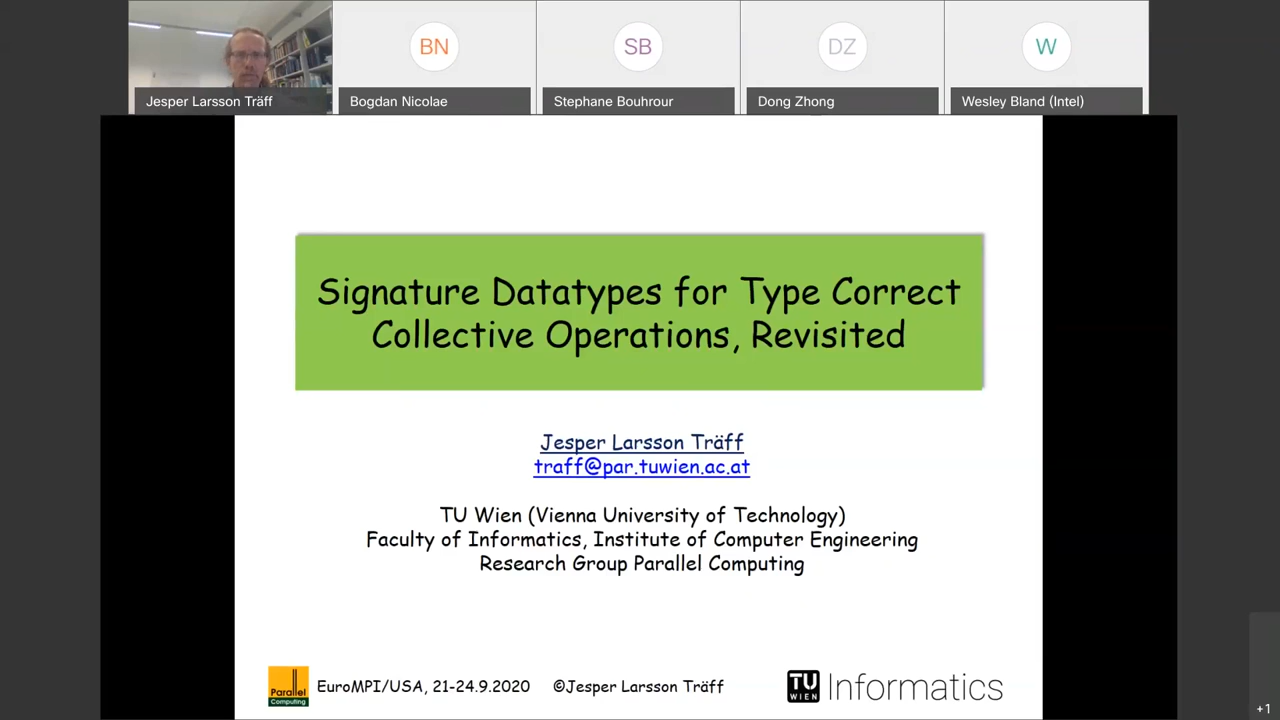 BN
SB
DZ
W
Jesper Larsson Träff
Bogdan Nicolae
Stephane Bouhrour
Dong Zhong
Wesley Bland (Intel)
Signature Datatypes for Type Correct
Collective Operations, Revisited
Jesper Larsson Träff
traff@par.tuwien.ac.at
TU Wien (Vienna University of Technology)
Faculty of Informatics, Institute of Computer Engineering
Research Group Parallel Computing
Parallel
Computing
EuroMPI/USA, 21-24.9.2020 ©Jesper Larsson Träff
TU
WIEN
Informatics
+1